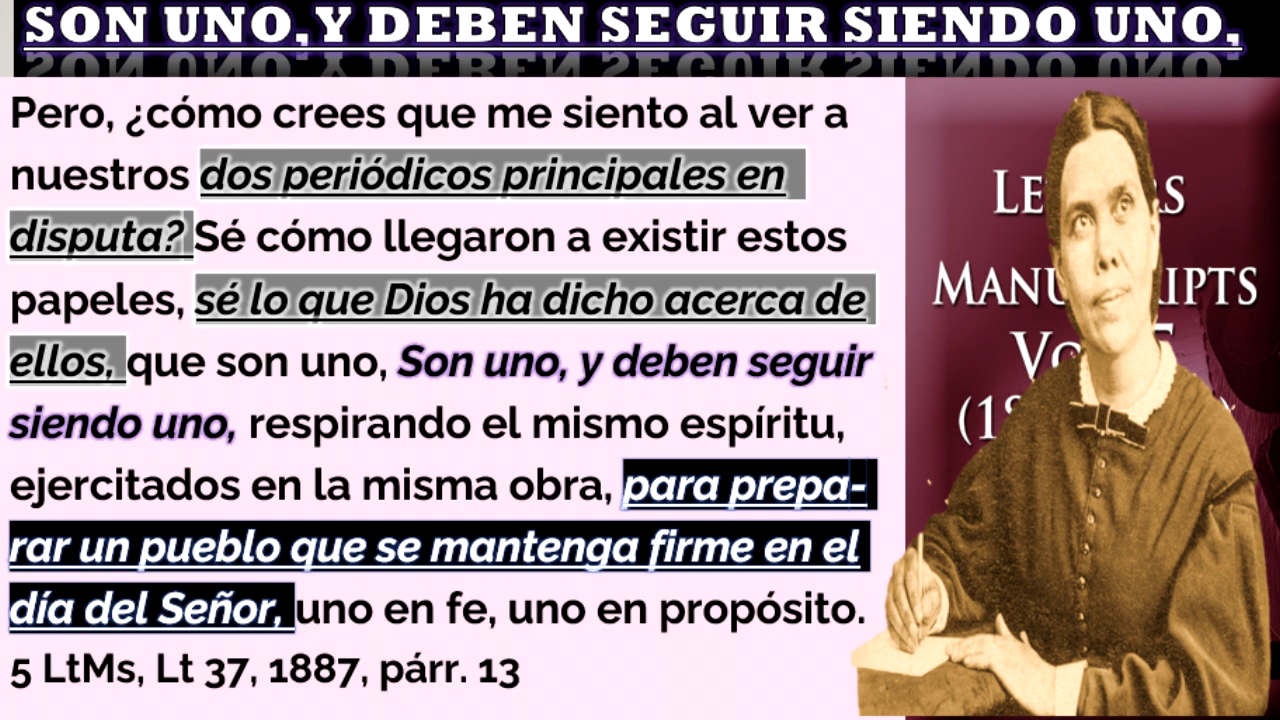 SON UNO, Y DEBEN SEGUIR SIENDO UNO,
Pero, ¿cómo crees que me siento al ver a
nuestros dos periódicos principales en
disputa? Sé cómo llegaron a existir estos
papeles, sé lo que Dios ha dicho acerca de
ellos, que son uno, Son uno, y deben seguir
siendo uno, respirando el mismo espíritu,
ejercitados en la misma obra, para prepa-
rar un pueblo que se mantenga firme en el
día del Señor, uno en fe, uno en propósito.
5 LtMs, Lt 37, 1887, párr. 13